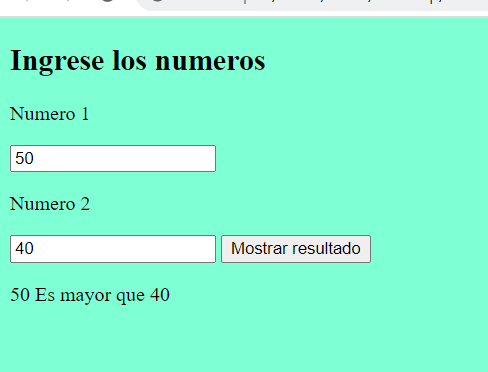 Ingrese los numeros
Numero 1
50
Numero 2
40 Mostrar resultado
50 Es mayor que 40